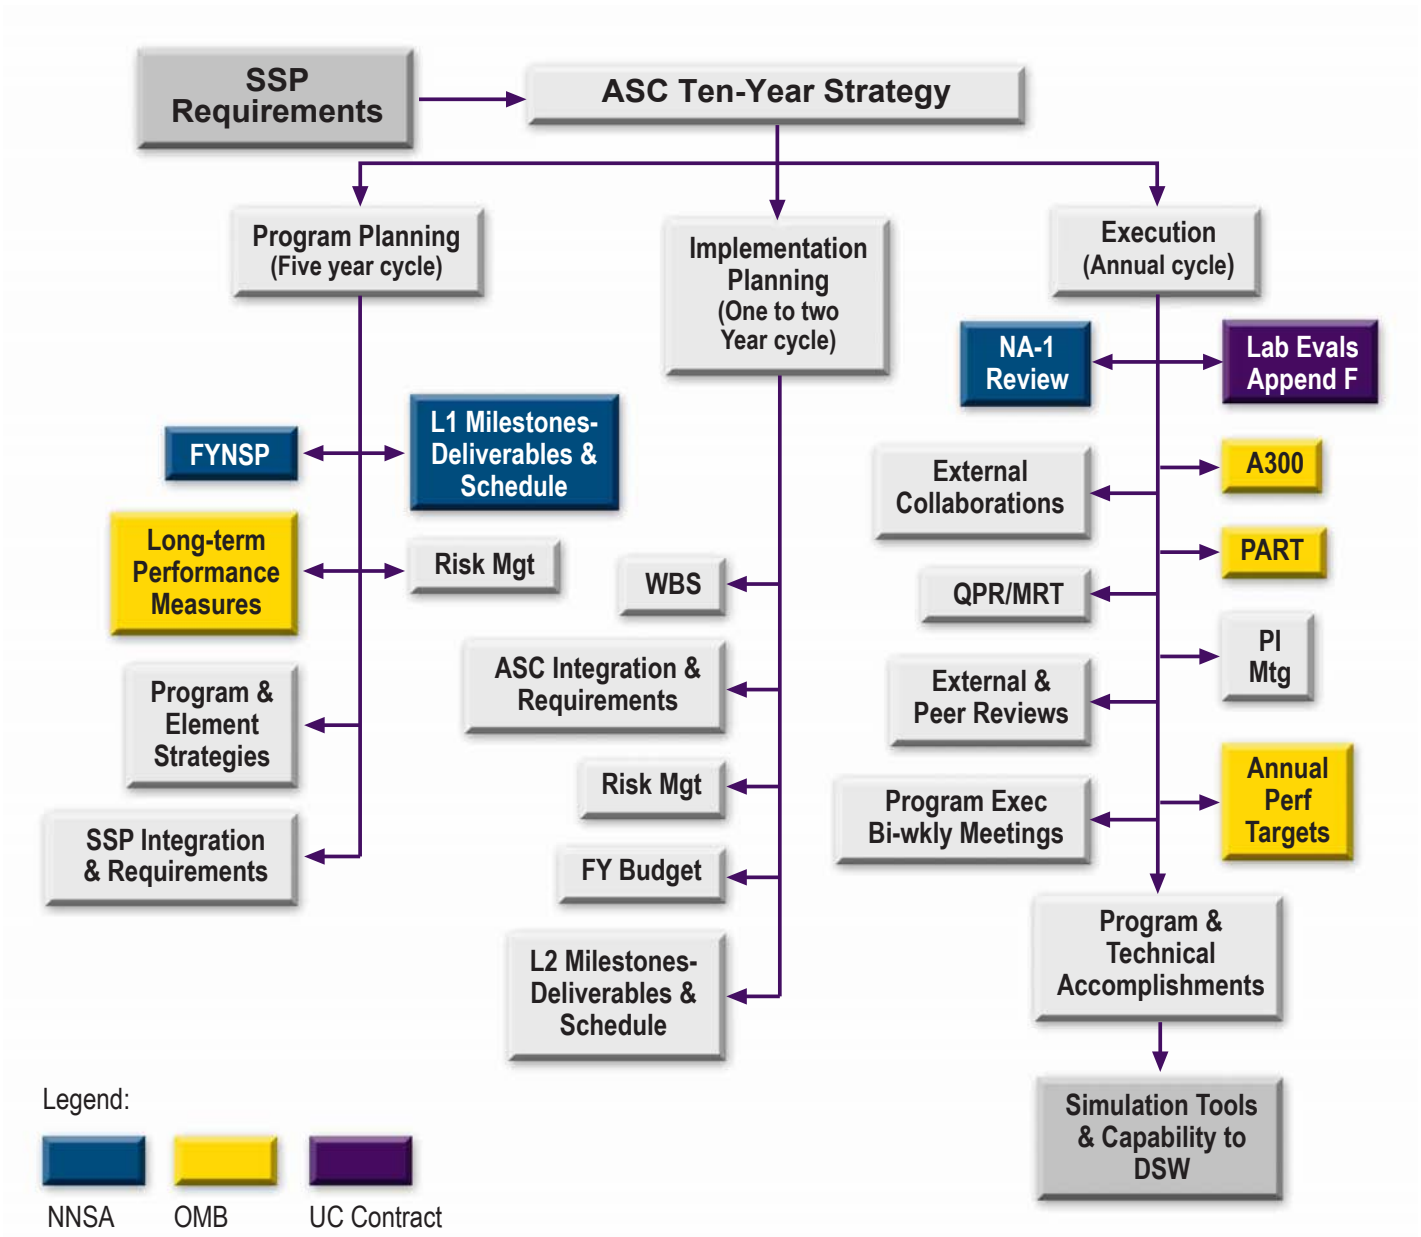 SSP
Requirements
ASC Ten-Year Strategy
Program Planning
(Five year cycle)
FYNSP
L1 Milestones-
Deliverables &
Schedule
Long-term
Performance
Measures
Risk Mgt
Program &
Element
Strategies
SSP Integration
& Requirements
Implementation
Planning
(One to two
Year cycle)
WBS
ASC Integration &
Requirements
Risk Mgt
FY Budget
L2 Milestones-
Deliverables &
Schedule
Execution
(Annual cycle)
NA-1
Review
Lab Evals
Append F
External
Collaborations
A300
PART
QPR/MRT
PI
Mtg
External &
Peer Reviews
Annual
Perf
Targets
Program Exec
Bi-wkly Meetings
Program &
Technical
Accomplishments
Simulation Tools
& Capability to
DSW
Legend:
NNSA
OMB
UC Contract